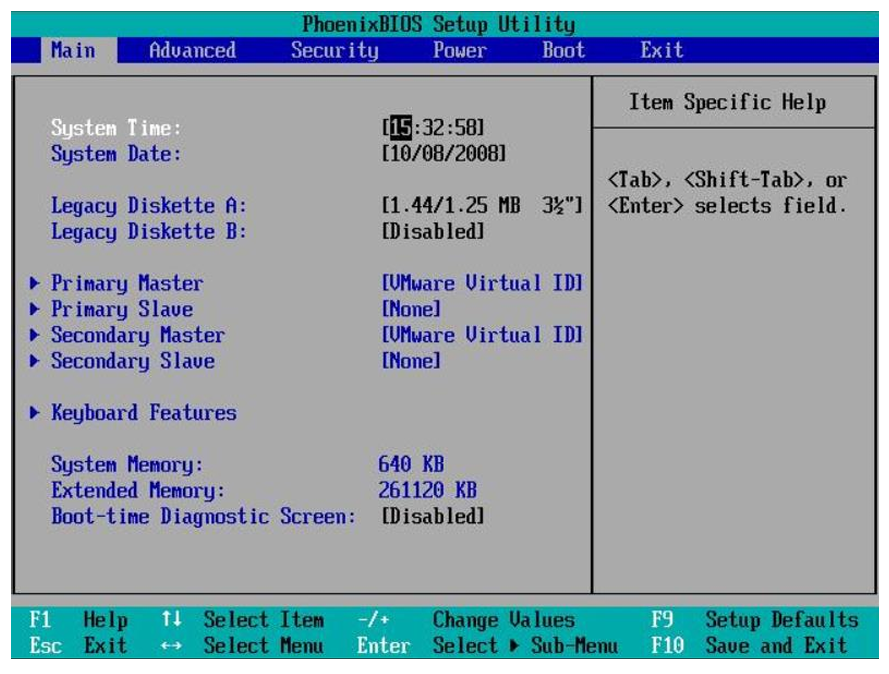 PhoenixBIOS Setup Utility
Main Advanced Security Power Boot Exit
Item Specific Help
System Time: [15:32:58]
System Date: [10/08/2008]
<Tab>, <Shift-Tab>, or
<Enter> selects field.
Legacy Diskette A: [1.44/1.25 MB 3½"]
Legacy Diskette B: [Disabled]
▶ Primary Master [VMware Virtual ID]
▶ Primary Slave [None]
▶ Secondary Master [VMware Virtual ID]
▶ Secondary Slave [None]
▶ Keyboard Features
System Memory: 640 KB
Extended Memory: 261120 KB
Boot-time Diagnostic Screen: [Disabled]
F1 Help ↑↓ Select Item -/+ Change Values F9 Setup Defaults
Esc Exit ↔ Select Menu Enter Select ▶ Sub-Menu F10 Save and Exit